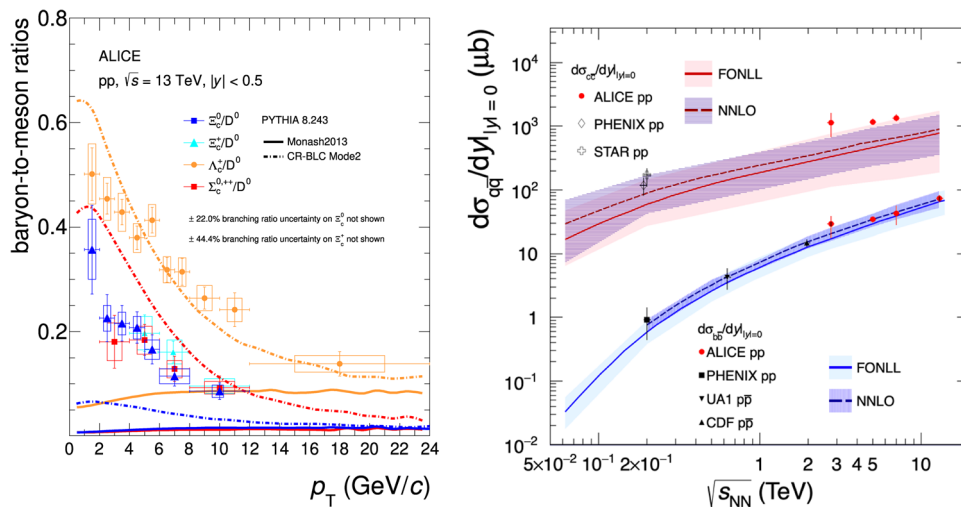 baryon-to-meson ratios
0.8
0.6
0.4
0.2
ALICE
pp, √s = 13 TeV, |y| < 0.5
Ξc⁰/D⁰
Ξc⁺/D⁰
Λc⁺/D⁰
Σc⁰,⁺⁺/D⁰
PYTHIA 8.243
Monash2013
CR-BLC Mode2
± 22.0% branching ratio uncertainty on Ξc⁰ not shown
± 44.4% branching ratio uncertainty on Ξc⁺ not shown
0 2 4 6 8 10 12 14 16 18 20 22 24
pT (GeV/c)
dσqq̅/dy||y| = 0 (μb)
10⁴
10³
10²
10
1
10⁻¹
10⁻²
dσcc̅/dy||y|=0
ALICE pp
PHENIX pp
STAR pp
FONLL
NNLO
dσbb̅/dy||y|=0
ALICE pp
PHENIX pp
UA1 pp̅
CDF pp̅
FONLL
NNLO
5×10⁻² 10⁻¹ 2×10⁻¹ 1 2 3 4 5 10
√sNN (TeV)